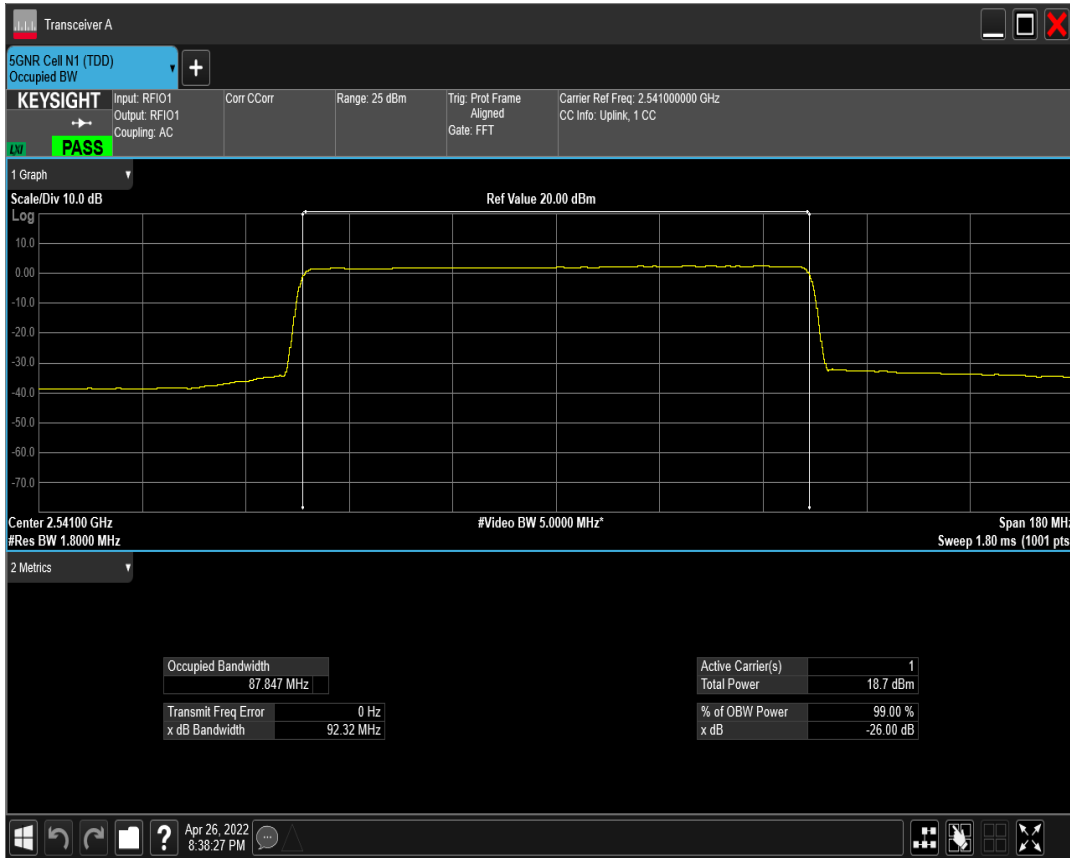 Transceiver A
5GNR Cell N1 (TDD)
Occupied BW
+
KEYSIGHT
Input: RFIO1
Output: RFIO1
Coupling: AC
Corr CCorr
Range: 25 dBm
Trig: Prot Frame
Aligned
Gate: FFT
Carrier Ref Freq: 2.541000000 GHz
CC Info: Uplink, 1 CC
LXI
PASS
1 Graph
Scale/Div 10.0 dB
Ref Value 20.00 dBm
Log
10.0
0.00
-10.0
-20.0
-30.0
-40.0
-50.0
-60.0
-70.0
Center 2.54100 GHz
#Video BW 5.0000 MHz*
Span 180 MHz
#Res BW 1.8000 MHz
Sweep 1.80 ms (1001 pts
2 Metrics
Occupied Bandwidth
87.847 MHz
Transmit Freq Error 0 Hz
x dB Bandwidth 92.32 MHz
Active Carrier(s) 1
Total Power 18.7 dBm
% of OBW Power 99.00 %
x dB -26.00 dB
?
Apr 26, 2022
8:38:27 PM